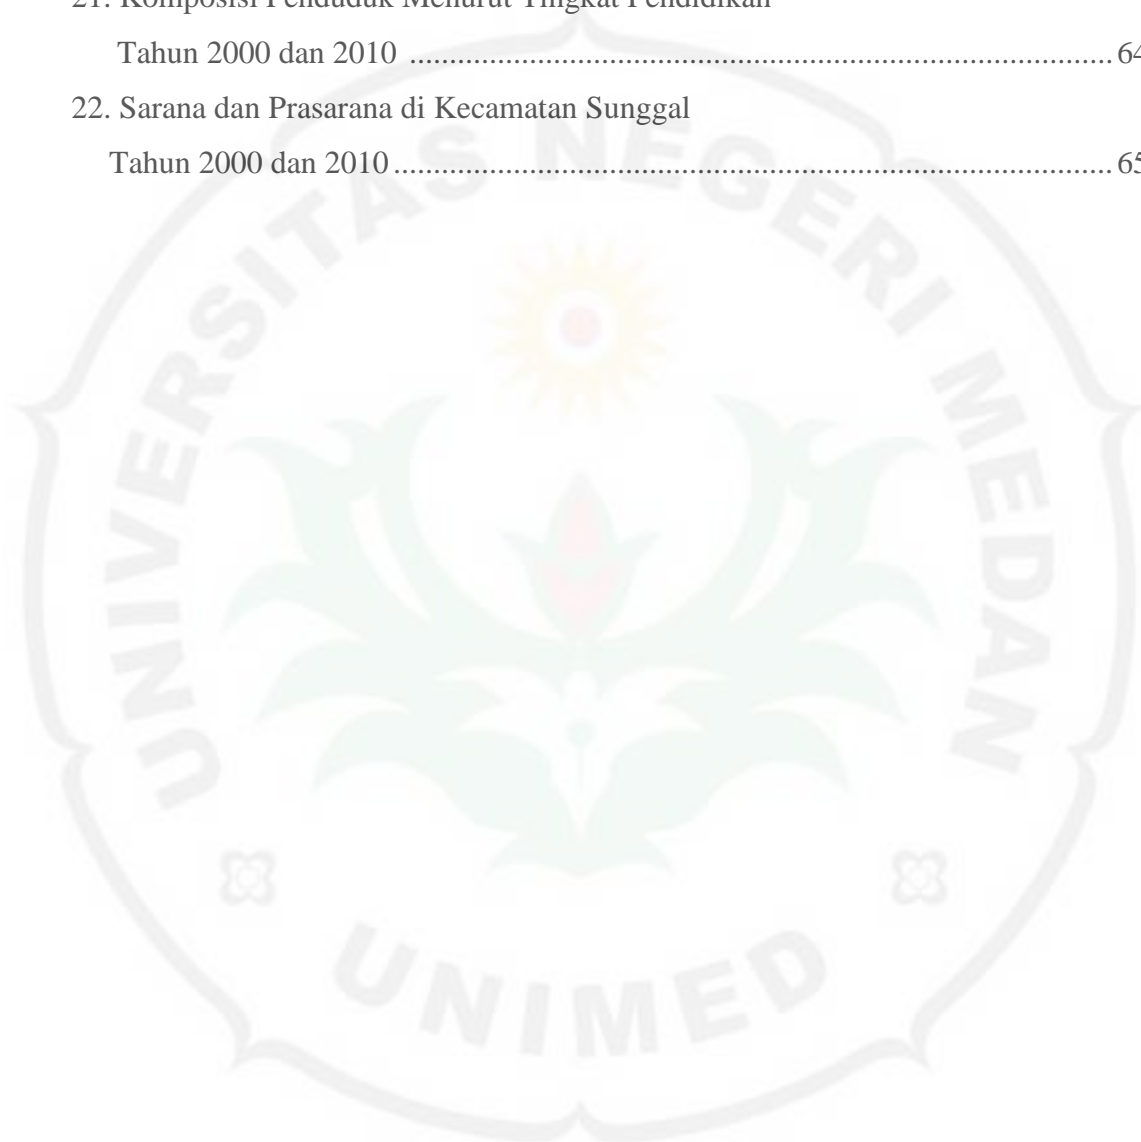 21. Komposisi Penduduk Menurut Tingkat Pendidikan
Tahun 2000 dan 2010 ........................................................................................ 64
22. Sarana dan Prasarana di Kecamatan Sunggal
Tahun 2000 dan 2010 .......................................................................................... 65
UNIVERSITAS NEGERI MEDAN
UNIMED